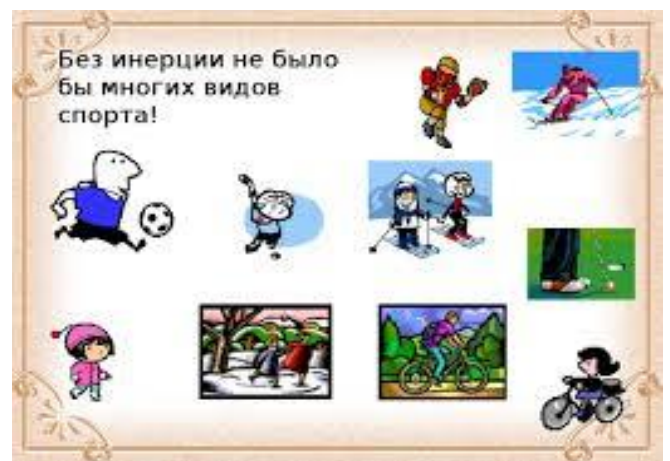 Без инерции не было
бы многих видов
спорта!